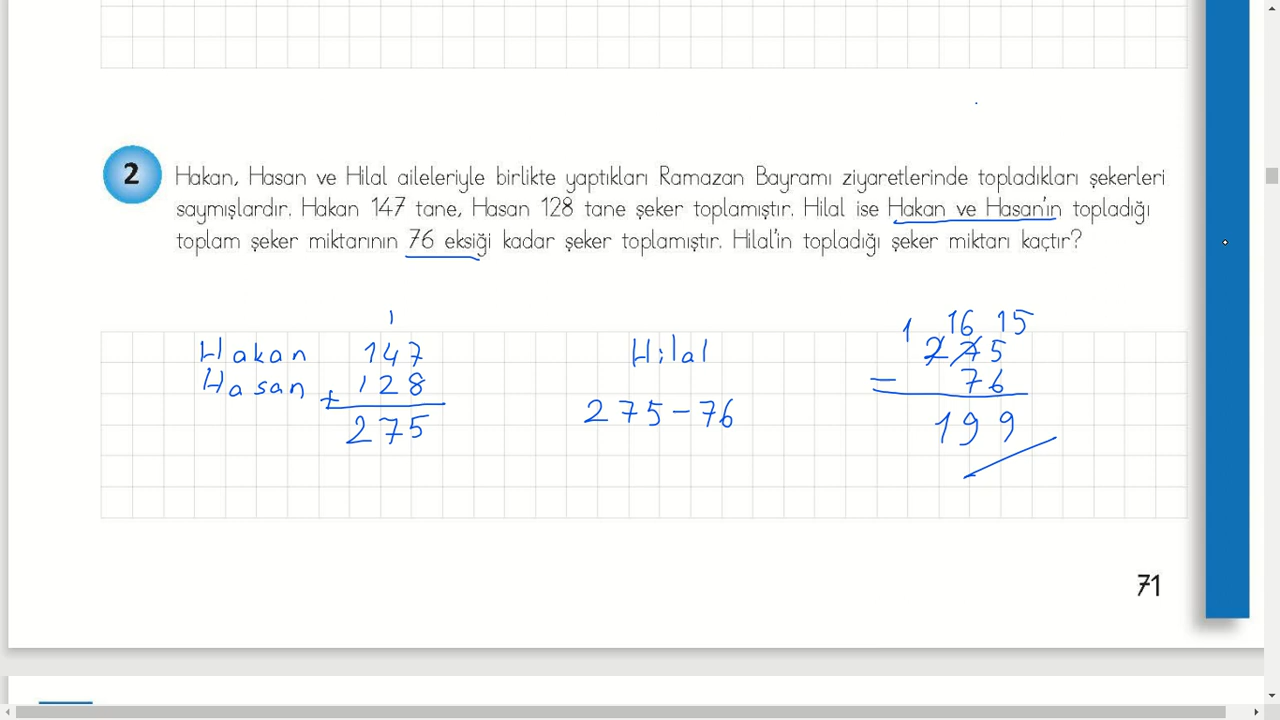 2
Hakan, Hasan ve Hilal aileleriyle birlikte yaptıkları Ramazan Bayramı ziyaretlerinde topladıkları şekerleri
saymışlardır. Hakan 147 tane, Hasan 128 tane şeker toplamıştır. Hilal ise Hakan ve Hasan'ın topladığı
toplam şeker miktarının 76 eksiği kadar şeker toplamıştır. Hilal'in topladığı şeker miktarı kaçtır?
1
Hakan 147
Hasan + 128
275
Hilal
275-76
1 16 15
275
= 76
199
71